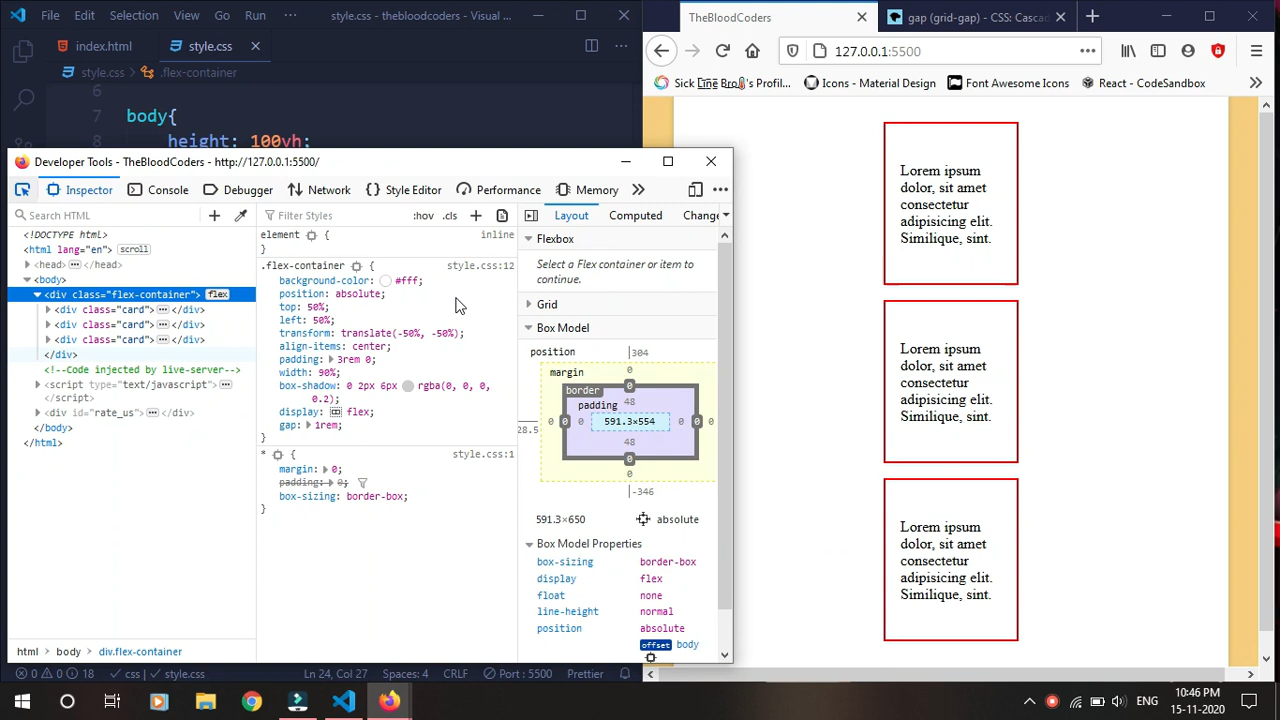 File Edit Selection View Go Run ··· style.css - thebloodcoders - Visual ...
index.html style.css
style.css > .flex-container
6
7 body{
8 height: 100vh;
Developer Tools - TheBloodCoders - http://127.0.0.1:5500/
Inspector Console Debugger Network Style Editor Performance Memory
Search HTML
<!DOCTYPE html>
<html lang="en"> scroll
<head> ··· </head>
<body>
<div class="flex-container"> flex
<div class="card"> ··· </div>
<div class="card"> ··· </div>
<div class="card"> ··· </div>
</div>
<!--Code injected by live-server-->
<script type="text/javascript"> ···
</script>
<div id="rate_us"> ··· </div>
</body>
</html>
html > body > div.flex-container
Filter Styles :hov .cls
element { inline
}
.flex-container { style.css:12
background-color: #fff;
position: absolute;
top: 50%;
left: 50%;
transform: translate(-50%, -50%);
align-items: center;
padding: 3rem 0;
width: 90%;
box-shadow: 0 2px 6px rgba(0, 0, 0,
0.2);
display: flex;
gap: 1rem;
}
* { style.css:1
margin: 0;
padding: 0;
box-sizing: border-box;
}
Layout Computed Change
Flexbox
Select a Flex container or item to
continue.
Grid
Box Model
position 304
margin 0
border 0
padding 48
28.5 0 0 0 591.3×554 0 0 0
48
0
0
-346
591.3×650 absolute
Box Model Properties
box-sizing border-box
display flex
float none
line-height normal
position absolute
offset body
0 0 18 css | style.css Ln 24, Col 27 Spaces: 4 CRLF Port : 5500 Prettier
TheBloodCoders gap (grid-gap) - CSS: Cascad
127.0.0.1:5500
Sick Line Bro!'s Profil... Icons - Material Design Font Awesome Icons React - CodeSandbox
Lorem ipsum
dolor, sit amet
consectetur
adipisicing elit.
Similique, sint.
Lorem ipsum
dolor, sit amet
consectetur
adipisicing elit.
Similique, sint.
Lorem ipsum
dolor, sit amet
consectetur
adipisicing elit.
Similique, sint.
ENG
10:46 PM
15-11-2020